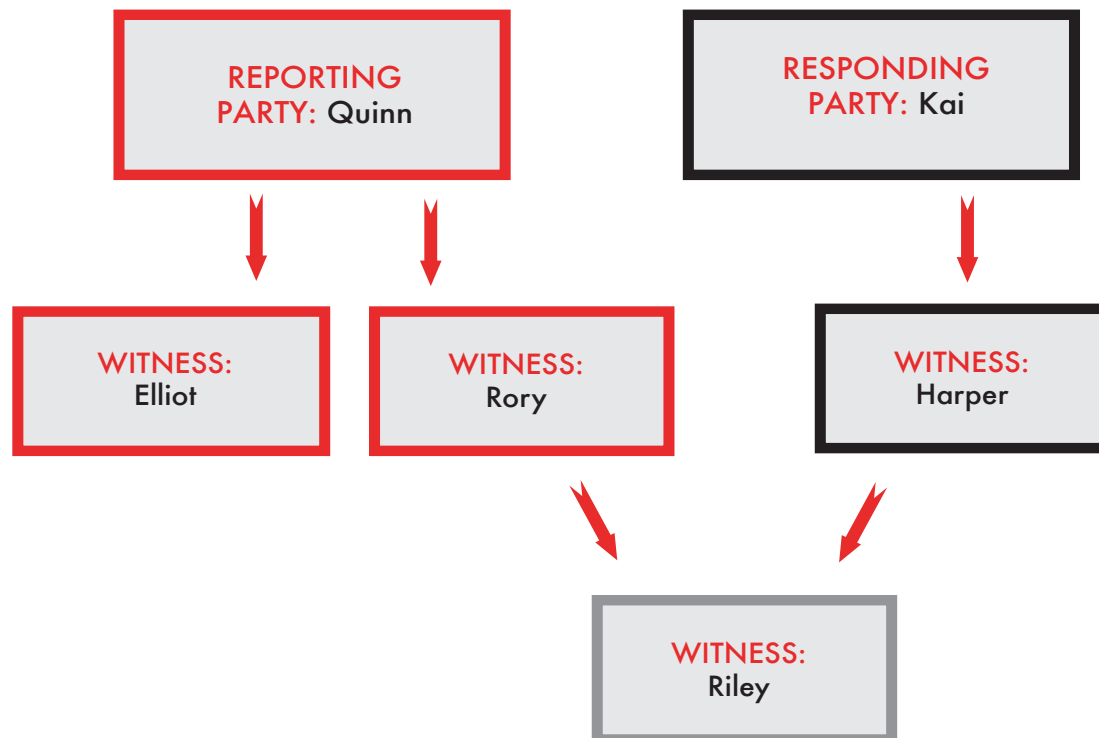 REPORTING
PARTY: Quinn
RESPONDING
PARTY: Kai
WITNESS:
Elliot
WITNESS:
Rory
WITNESS:
Harper
WITNESS:
Riley